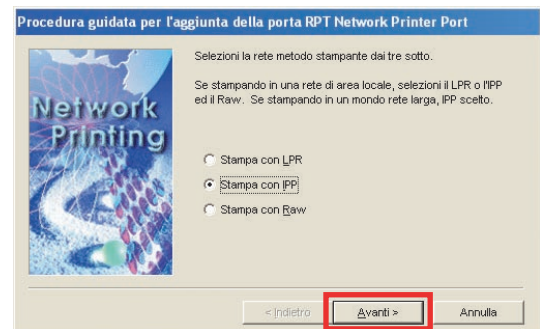 Procedura guidata per l'aggiunta della porta RPT Network Printer Port
Network
Printing
Selezioni la rete metodo stampante dai tre sotto.
Se stampando in una rete di area locale, selezioni il LPR o l'IPP
ed il Raw. Se stampando in un mondo rete larga, IPP scelto.
Stampa con LPR
Stampa con IPP
Stampa con Raw
< Indietro
Avanti >
Annulla